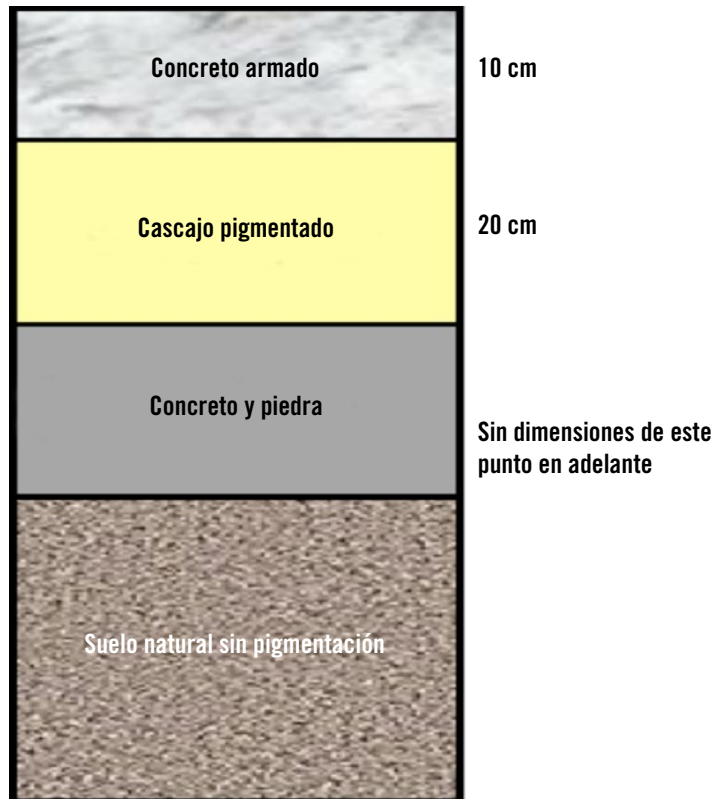 Concreto armado
10 cm
Cascajo pigmentado
20 cm
Concreto y piedra
Sin dimensiones de este
punto en adelante
Suelo natural sin pigmentación